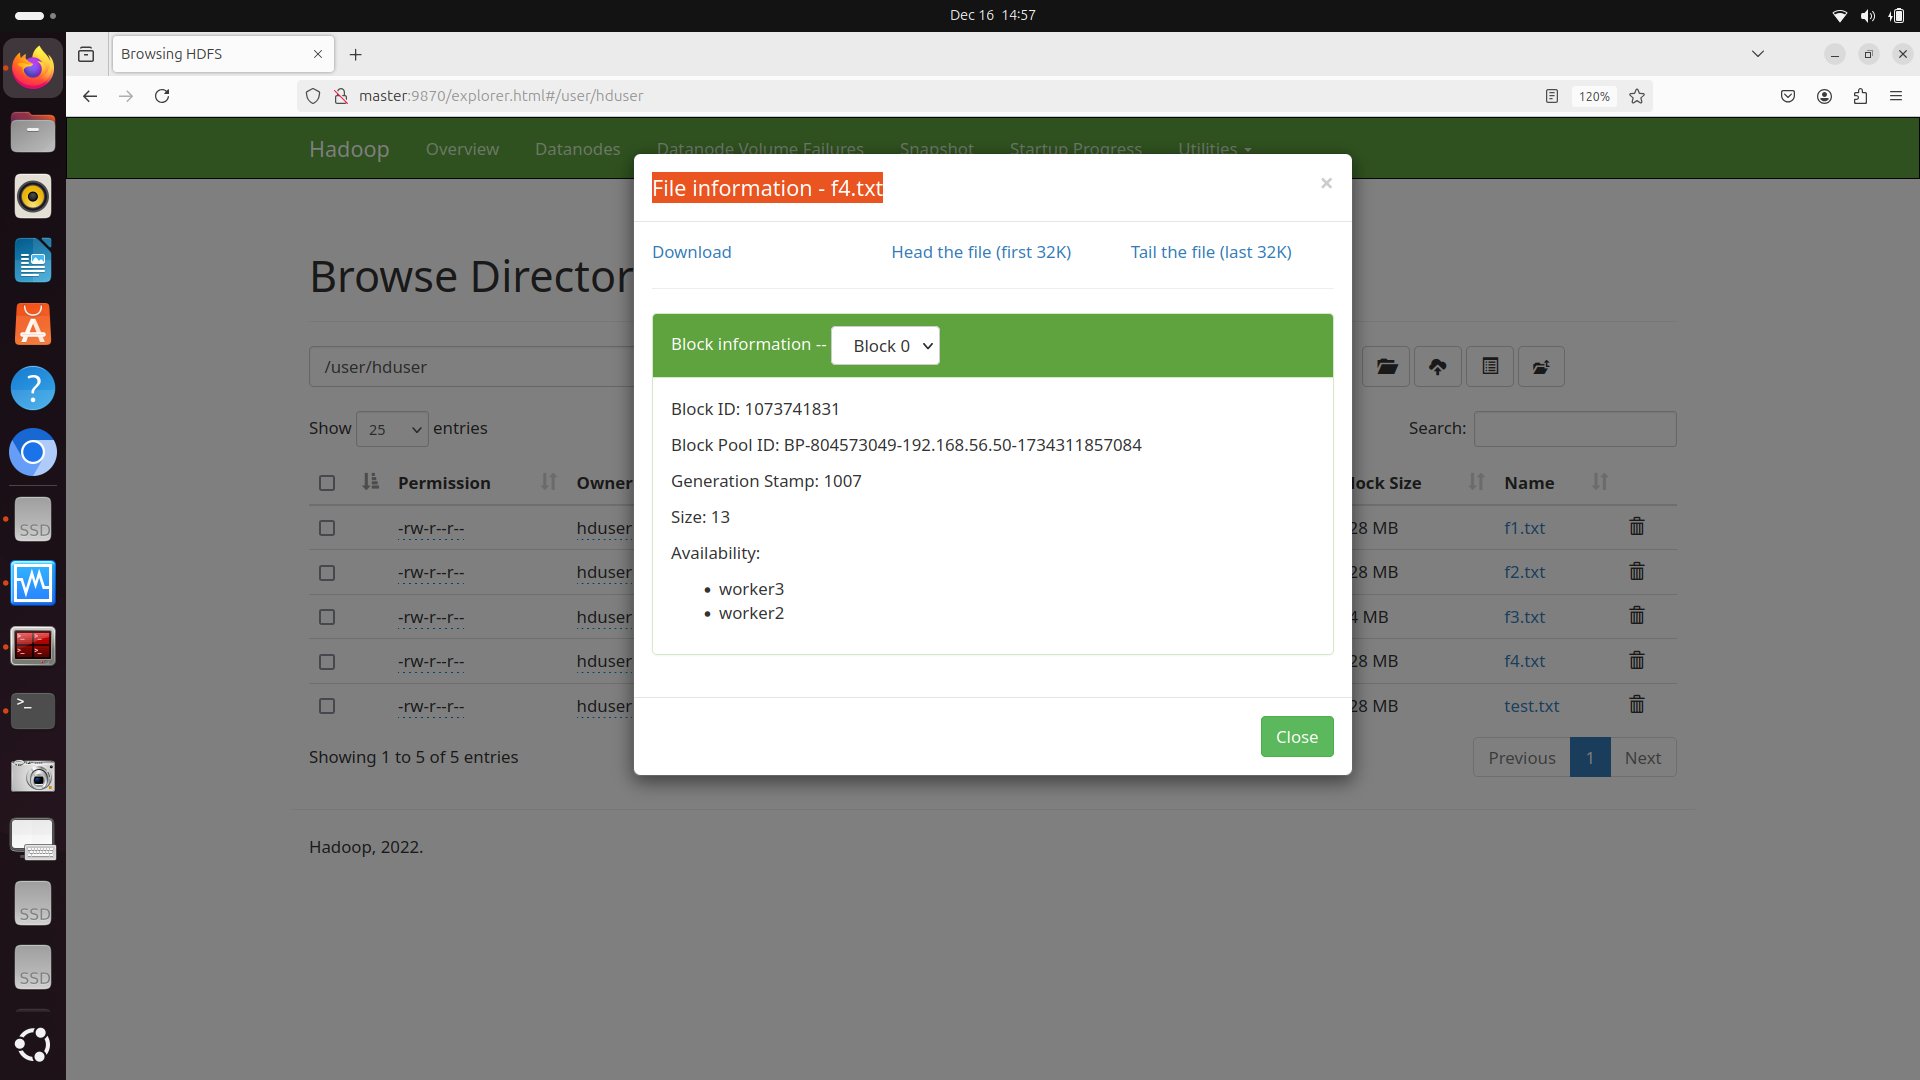 Dec 16 14:57
Browsing HDFS
master:9870/explorer.html#/user/hduser
120%
Hadoop Overview Datanodes Datanode Volume Failures Snapshot Startup Progress Utilities
File information - f4.txt
×
Download Head the file (first 32K) Tail the file (last 32K)
Block information -- Block 0
Block ID: 1073741831
Block Pool ID: BP-804573049-192.168.56.50-1734311857084
Generation Stamp: 1007
Size: 13
Availability:
worker3
worker2
Close
Browse Director
/user/hduser
Show 25 entries
Search:
Permission Owner lock Size Name
-rw-r--r-- hduser 28 MB f1.txt
-rw-r--r-- hduser 28 MB f2.txt
-rw-r--r-- hduser 4 MB f3.txt
-rw-r--r-- hduser 28 MB f4.txt
-rw-r--r-- hduser 28 MB test.txt
Showing 1 to 5 of 5 entries
Previous 1 Next
Hadoop, 2022.
SSD
SSD
SSD